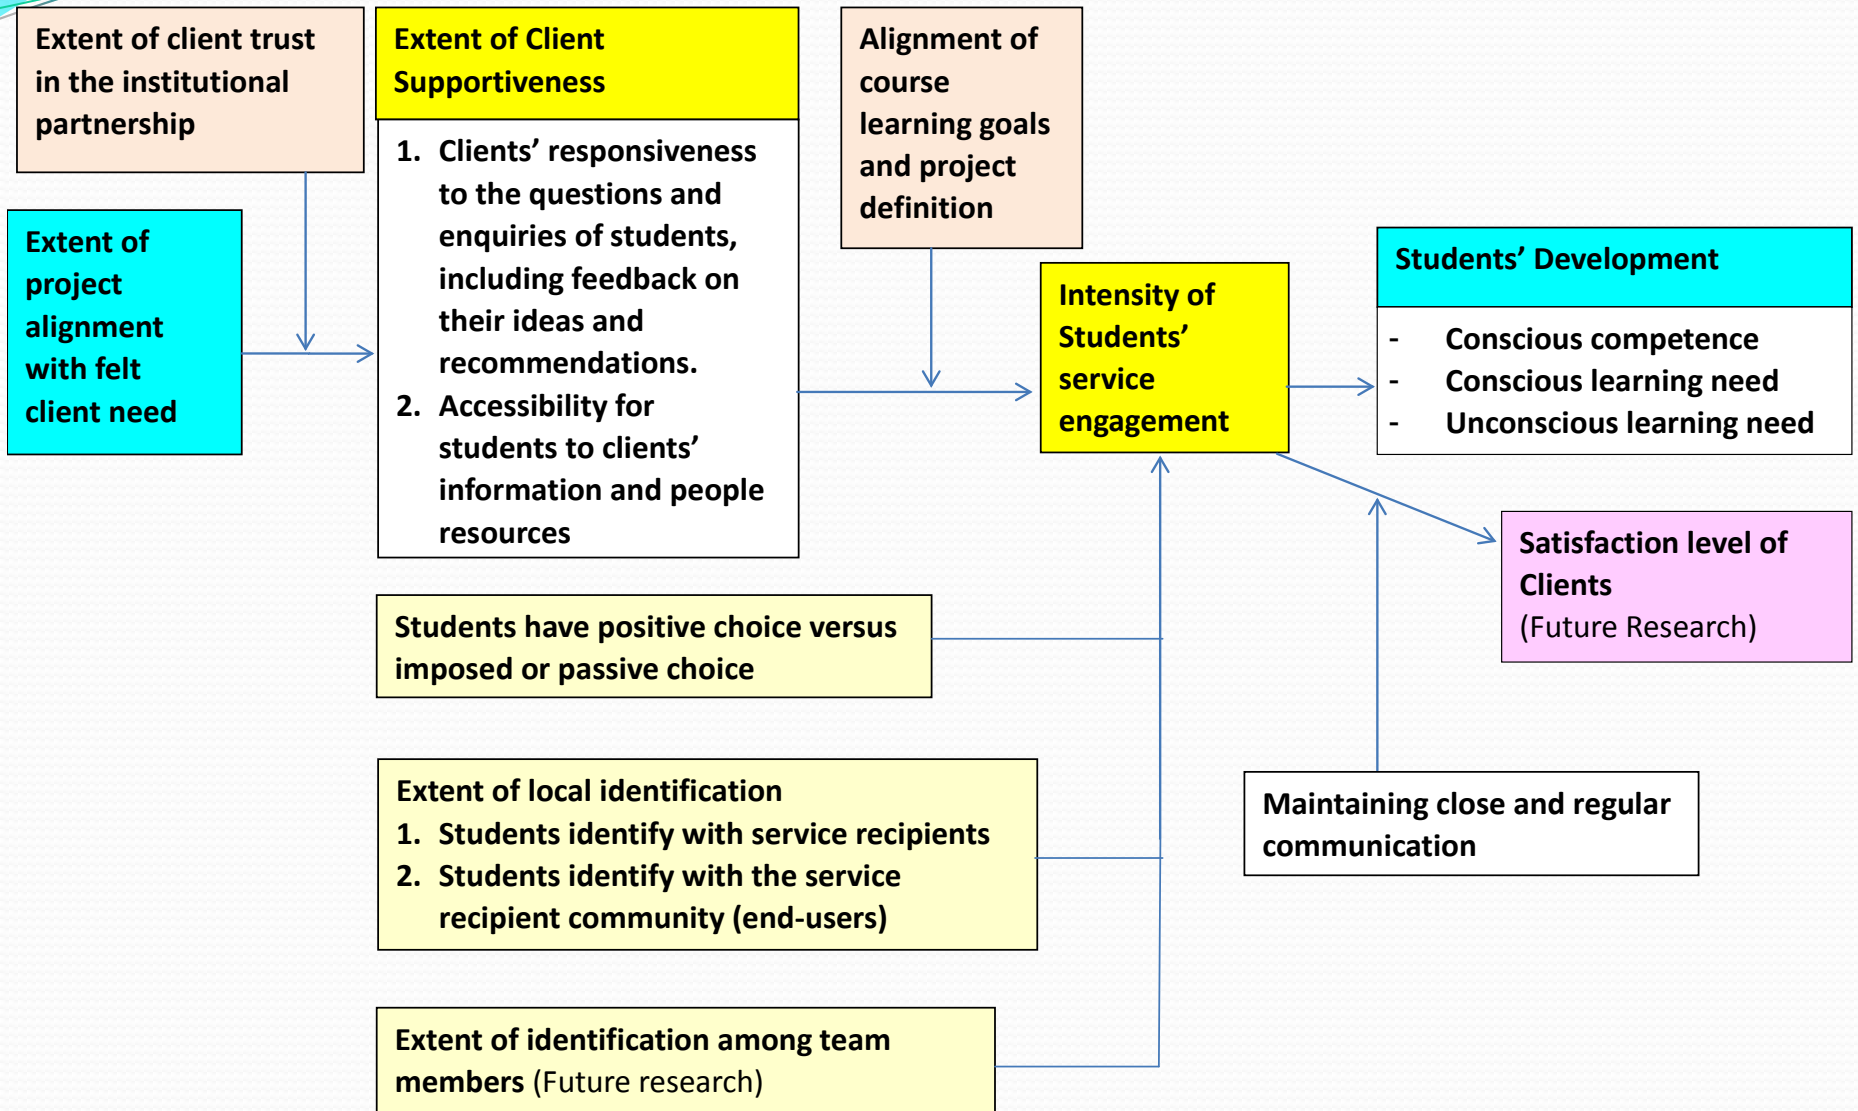 Extent of client trust
in the institutional
partnership
Extent of Client
Supportiveness
1. Clients’ responsiveness
to the questions and
enquiries of students,
including feedback on
their ideas and
recommendations.
2. Accessibility for
students to clients’
information and people
resources
Alignment of
course
learning goals
and project
definition
Extent of
project
alignment
with felt
client need
Intensity of
Students’
service
engagement
Students’ Development
- Conscious competence
- Conscious learning need
- Unconscious learning need
Satisfaction level of
Clients
(Future Research)
Students have positive choice versus
imposed or passive choice
Extent of local identification
1. Students identify with service recipients
2. Students identify with the service
recipient community (end-users)
Maintaining close and regular
communication
Extent of identification among team
members (Future research)